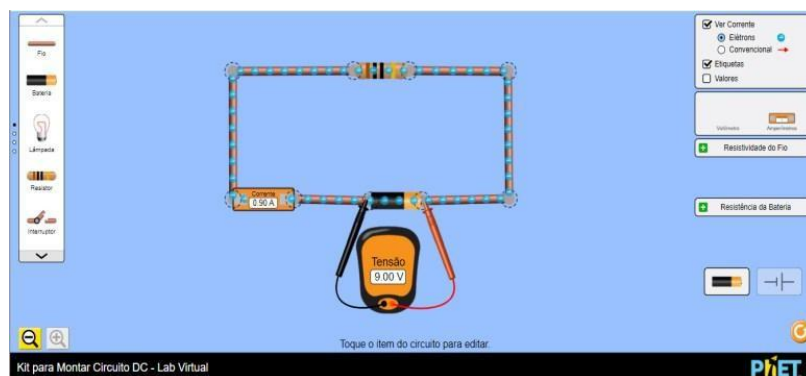 Fio
Bateria
Lâmpada
Resistor
Interruptor
Corrente
0.90 A
Tensão
9.00 V
Toque o item do circuito para editar.
Ver Corrente
Elétrons
Convencional
Etiquetas
Valores
Voltímetro Amperímetros
Resistividade do Fio
Resistência da Bateria
Kit para Montar Circuito DC - Lab Virtual
PhET